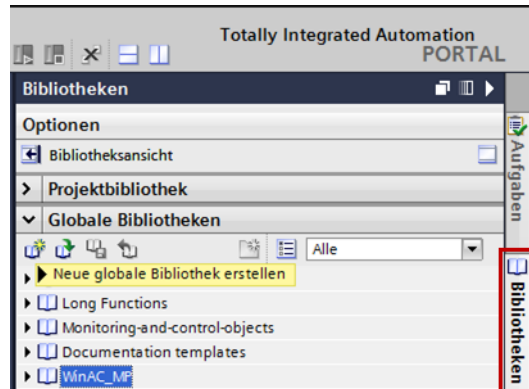 Totally Integrated Automation
PORTAL
Bibliotheken
Optionen
Bibliotheksansicht
Projektbibliothek
Globale Bibliotheken
Alle
Neue globale Bibliothek erstellen
Long Functions
Monitoring-and-control-objects
Documentation templates
WinAC_MP
Aufgaben
Bibliotheken